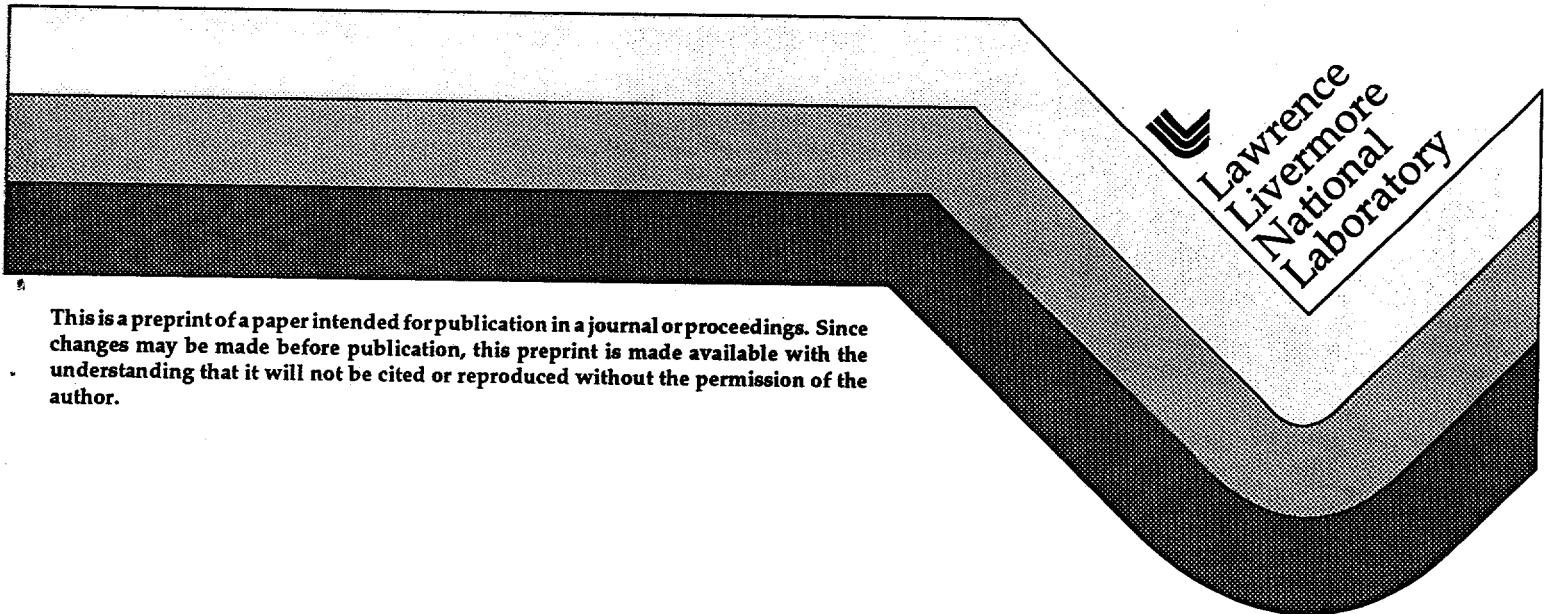 Lawrence
Livermore
National
Laboratory
This is a preprint of a paper intended for publication in a journal or proceedings. Since
changes may be made before publication, this preprint is made available with the
understanding that it will not be cited or reproduced without the permission of the
author.